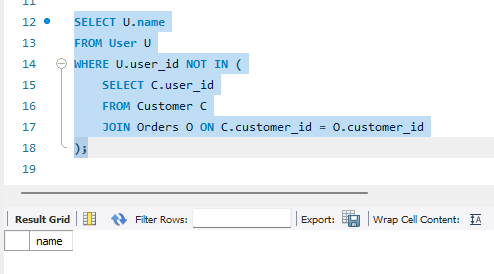 11
12 SELECT U.name
13 FROM User U
14 WHERE U.user_id NOT IN (
15 SELECT C.user_id
16 FROM Customer C
17 JOIN Orders O ON C.customer_id = O.customer_id
18 );
19
Result Grid Filter Rows: Export: Wrap Cell Content:
name